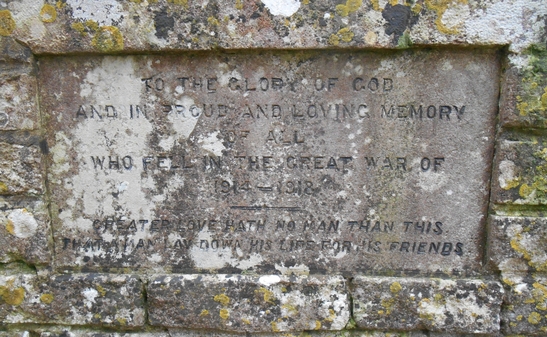 TO THE GLORY OF GOD
AND IN PROUD AND LOVING MEMORY
OF ALL
WHO FELL IN THE GREAT WAR OF
1914-1918.
GREATER LOVE HATH NO MAN THAN THIS.
THAT A MAN LAY DOWN HIS LIFE FOR HIS FRIENDS.